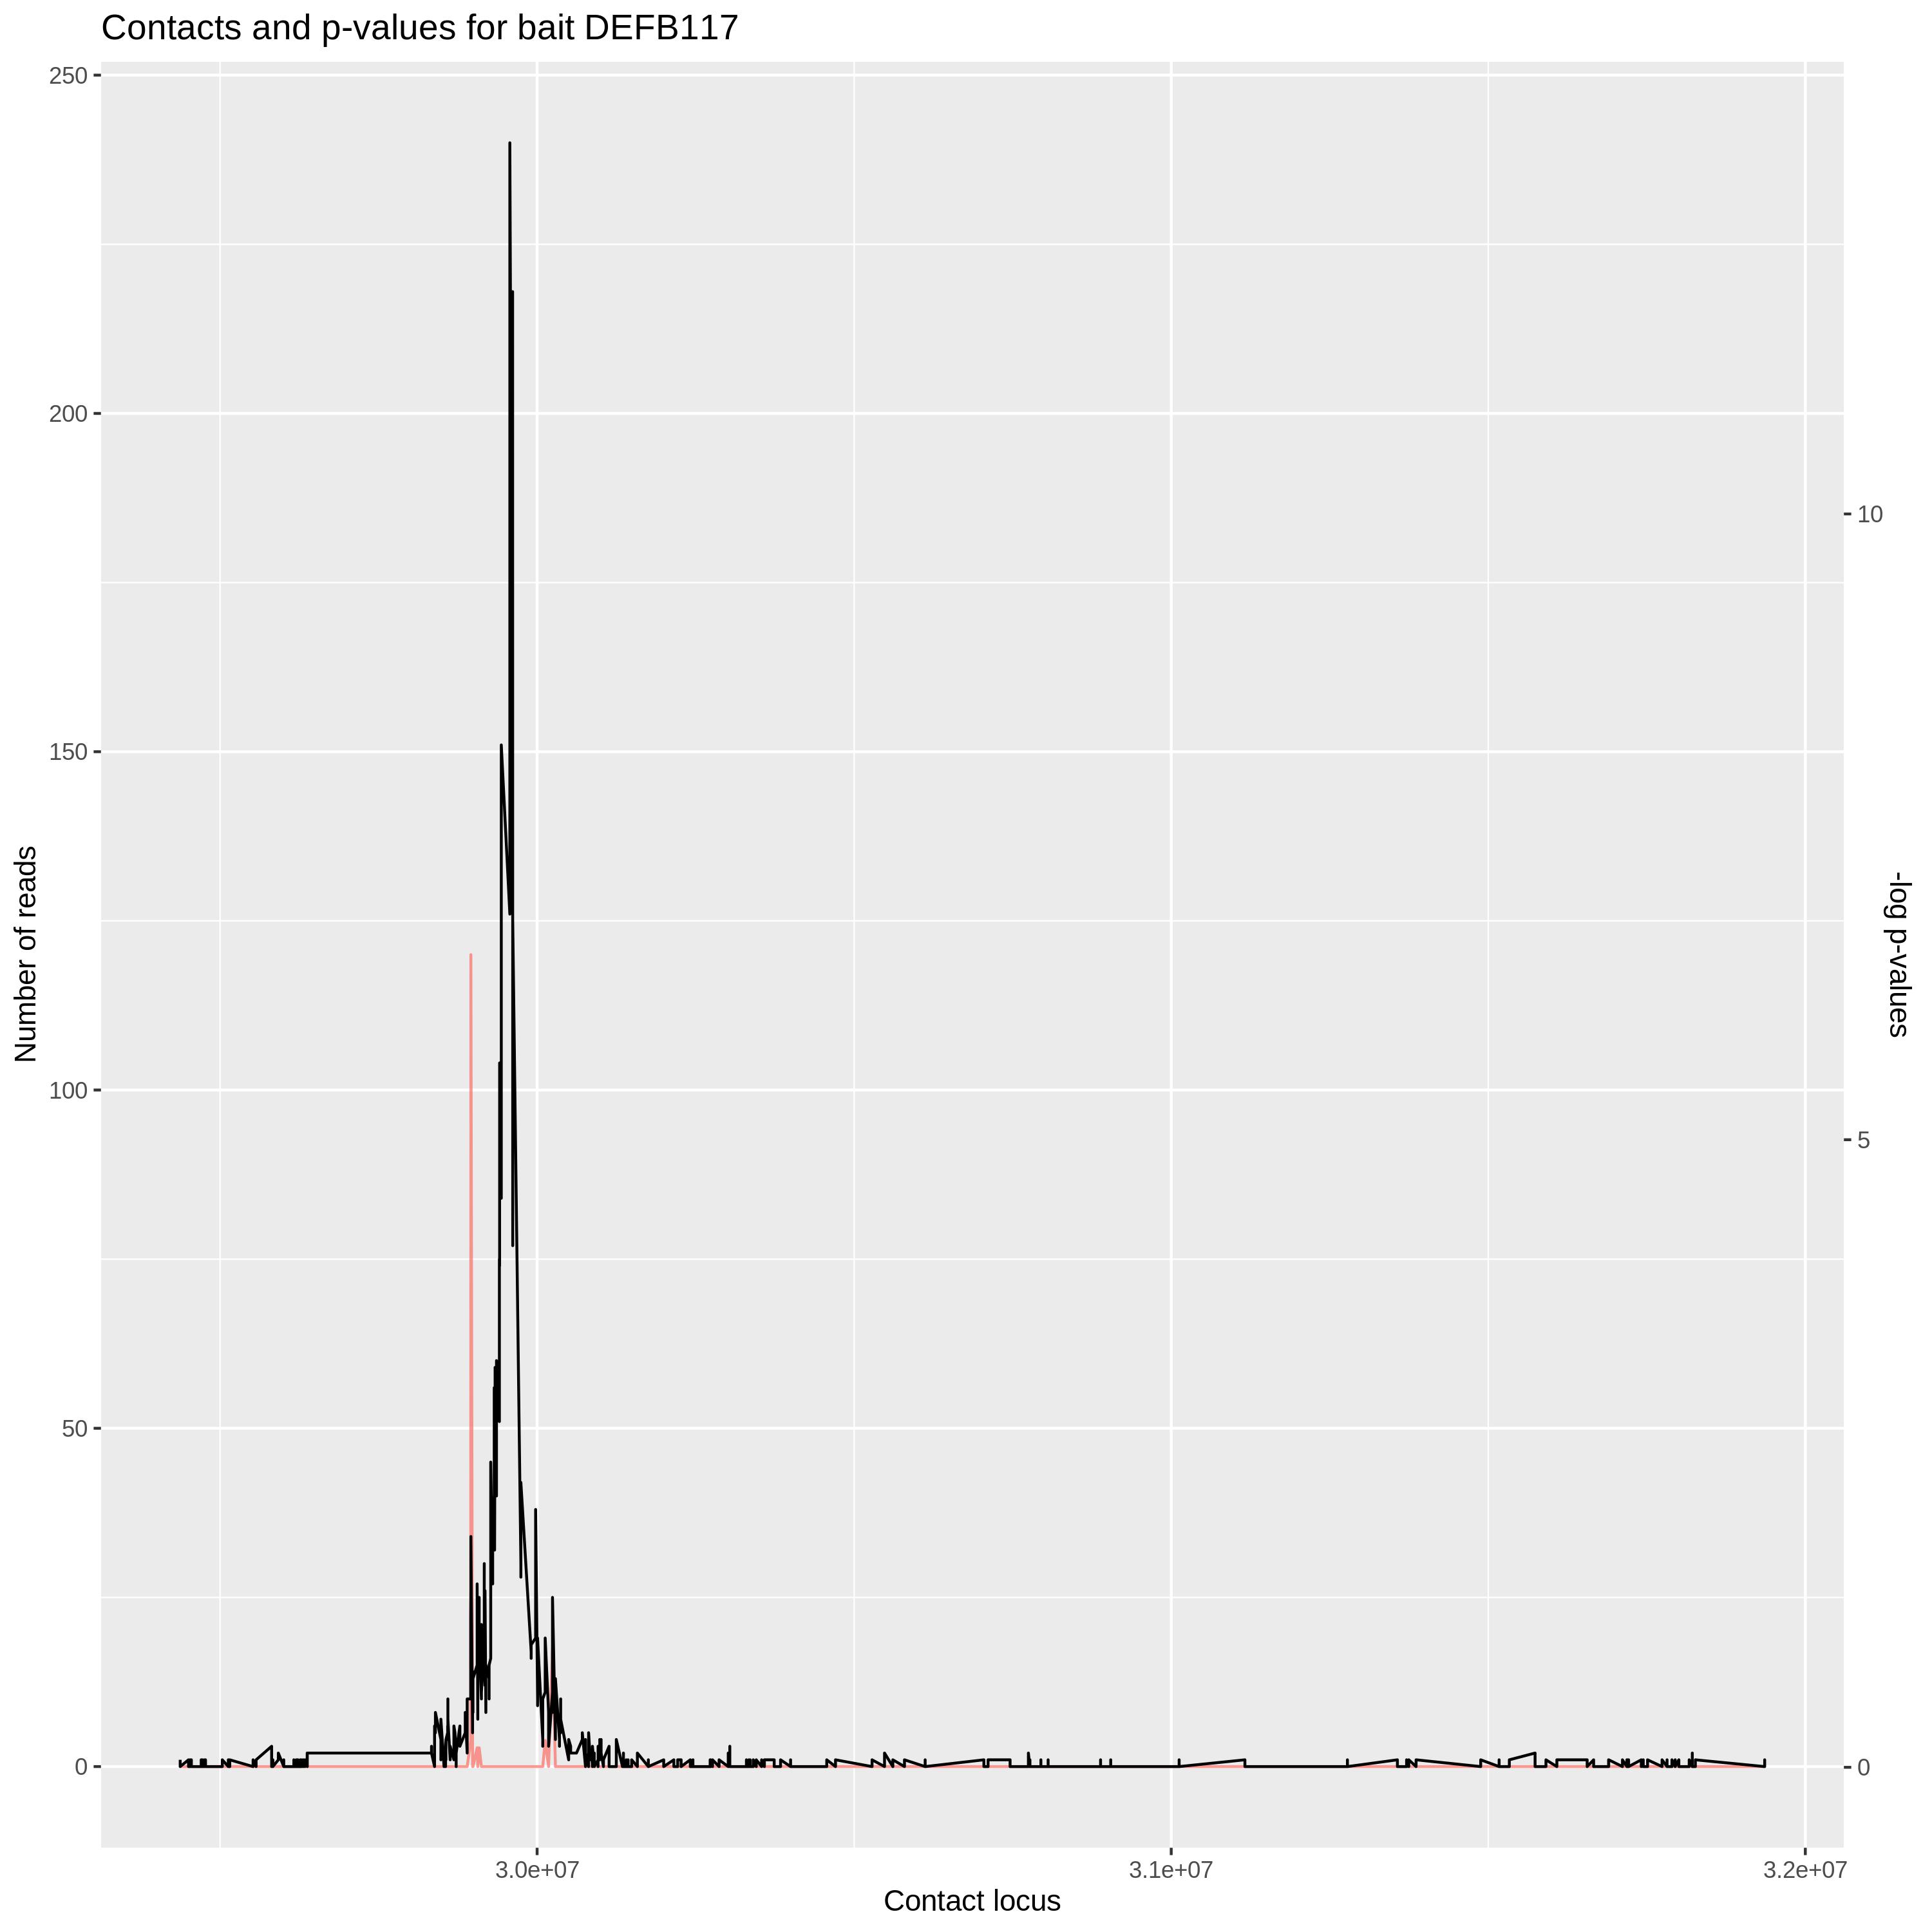 Contacts and p-values for bait DEFB117
250
200
150
100
50
0
Number of reads
10
5
0
-log p-values
3.0e+07
3.1e+07
3.2e+07
Contact locus